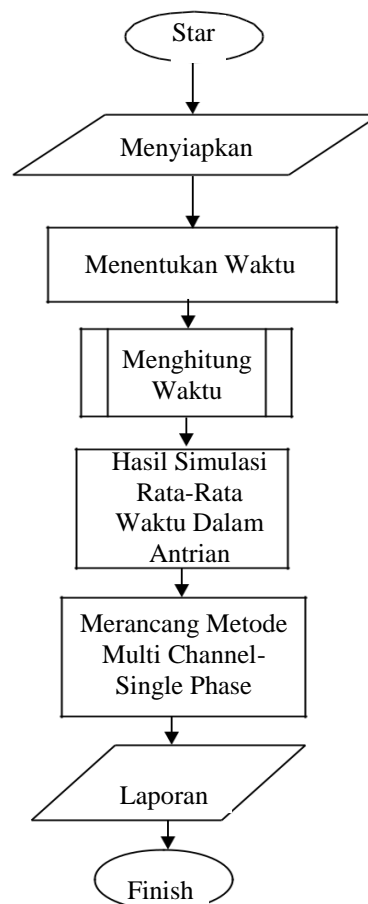 Star
Menyiapkan
Menentukan Waktu
Menghitung
Waktu
Hasil Simulasi
Rata-Rata
Waktu Dalam
Antrian
Merancang Metode
Multi Channel-
Single Phase
Laporan
Finish